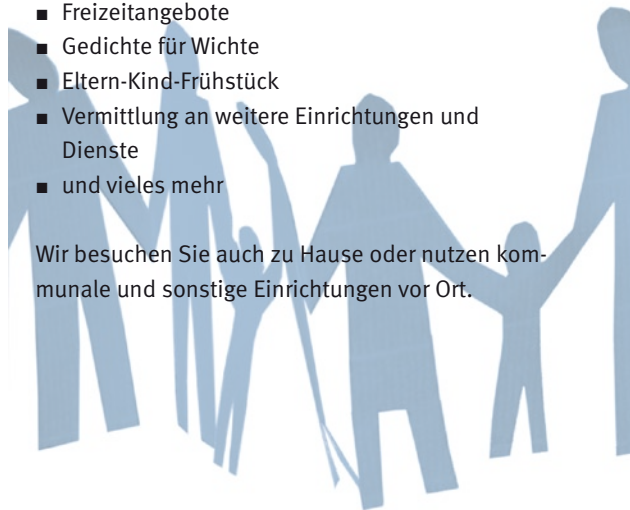 ▪ Freizeitangebote
▪ Gedichte für Wichte
▪ Eltern-Kind-Frühstück
▪ Vermittlung an weitere Einrichtungen und
Dienste
▪ und vieles mehr
Wir besuchen Sie auch zu Hause oder nutzen kom-
munale und sonstige Einrichtungen vor Ort.